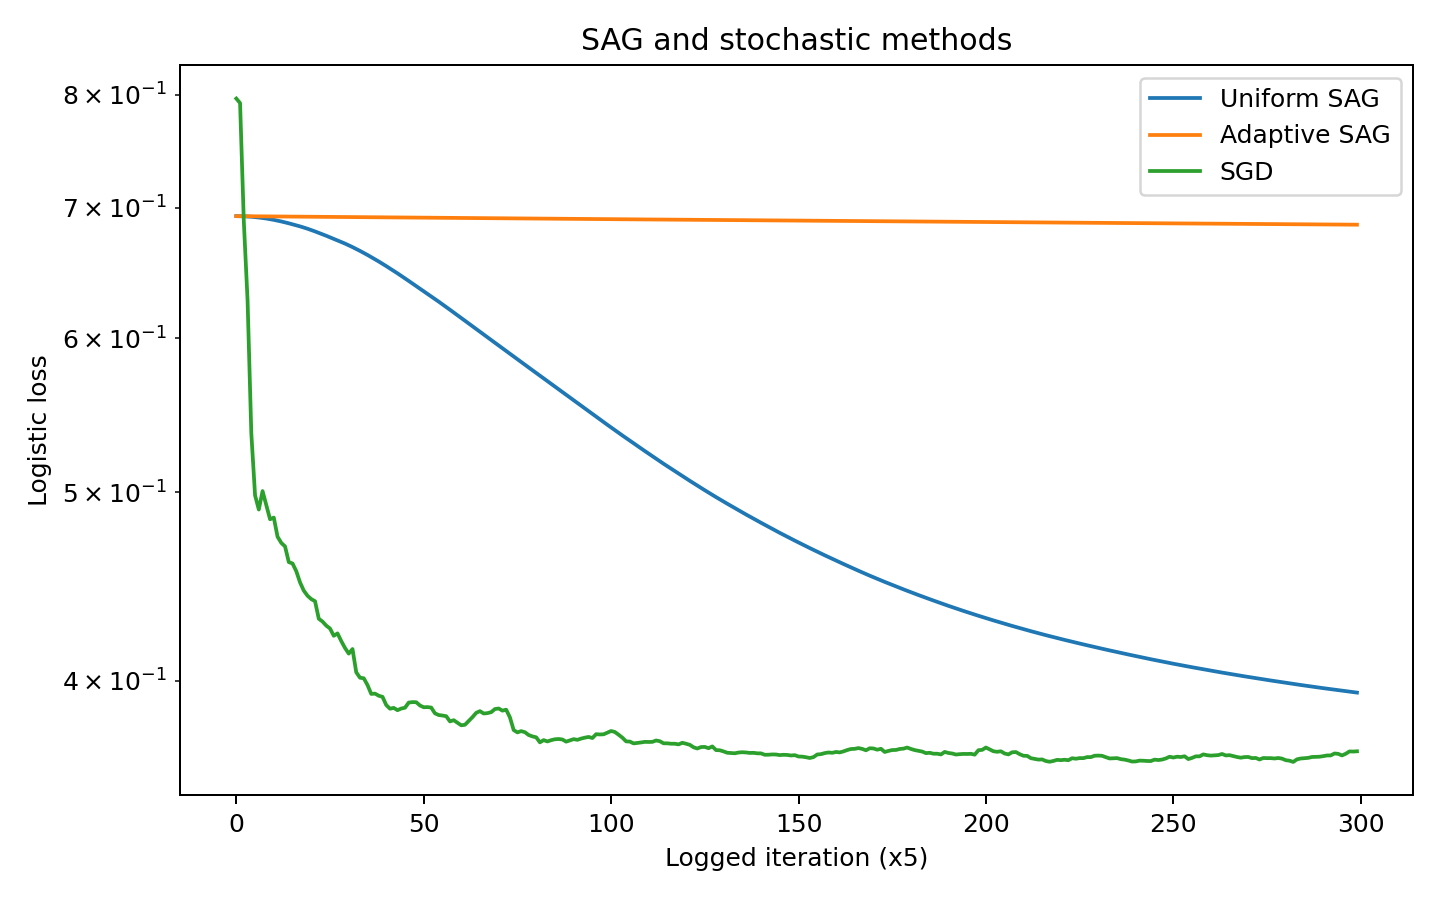 SAG and stochastic methods
Uniform SAG
Adaptive SAG
SGD
Logistic loss
8 × 10⁻¹
7 × 10⁻¹
6 × 10⁻¹
5 × 10⁻¹
4 × 10⁻¹
0 50 100 150 200 250 300
Logged iteration (x5)